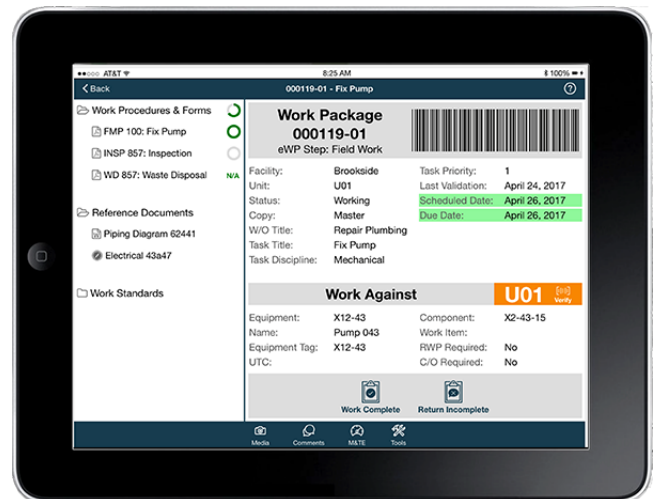 AT&T
8:25 AM
100%
Back
000119-01 - Fix Pump
?
Work Procedures & Forms
FMP 100: Fix Pump
INSP 857: Inspection
WD 857: Waste Disposal N/A
Reference Documents
Piping Diagram 62441
Electrical 43a47
Work Standards
Work Package
000119-01
eWP Step: Field Work
Facility: Brookside Task Priority: 1
Unit: U01 Last Validation: April 24, 2017
Status: Working Scheduled Date: April 26, 2017
Copy: Master Due Date: April 26, 2017
W/O Title: Repair Plumbing
Task Title: Fix Pump
Task Discipline: Mechanical
Work Against U01 Verify
Equipment: X12-43 Component: X2-43-15
Name: Pump 043 Work Item:
Equipment Tag: X12-43 RWP Required: No
UTC: C/O Required: No
Work Complete Return Incomplete
Media Comments M&TE Tools